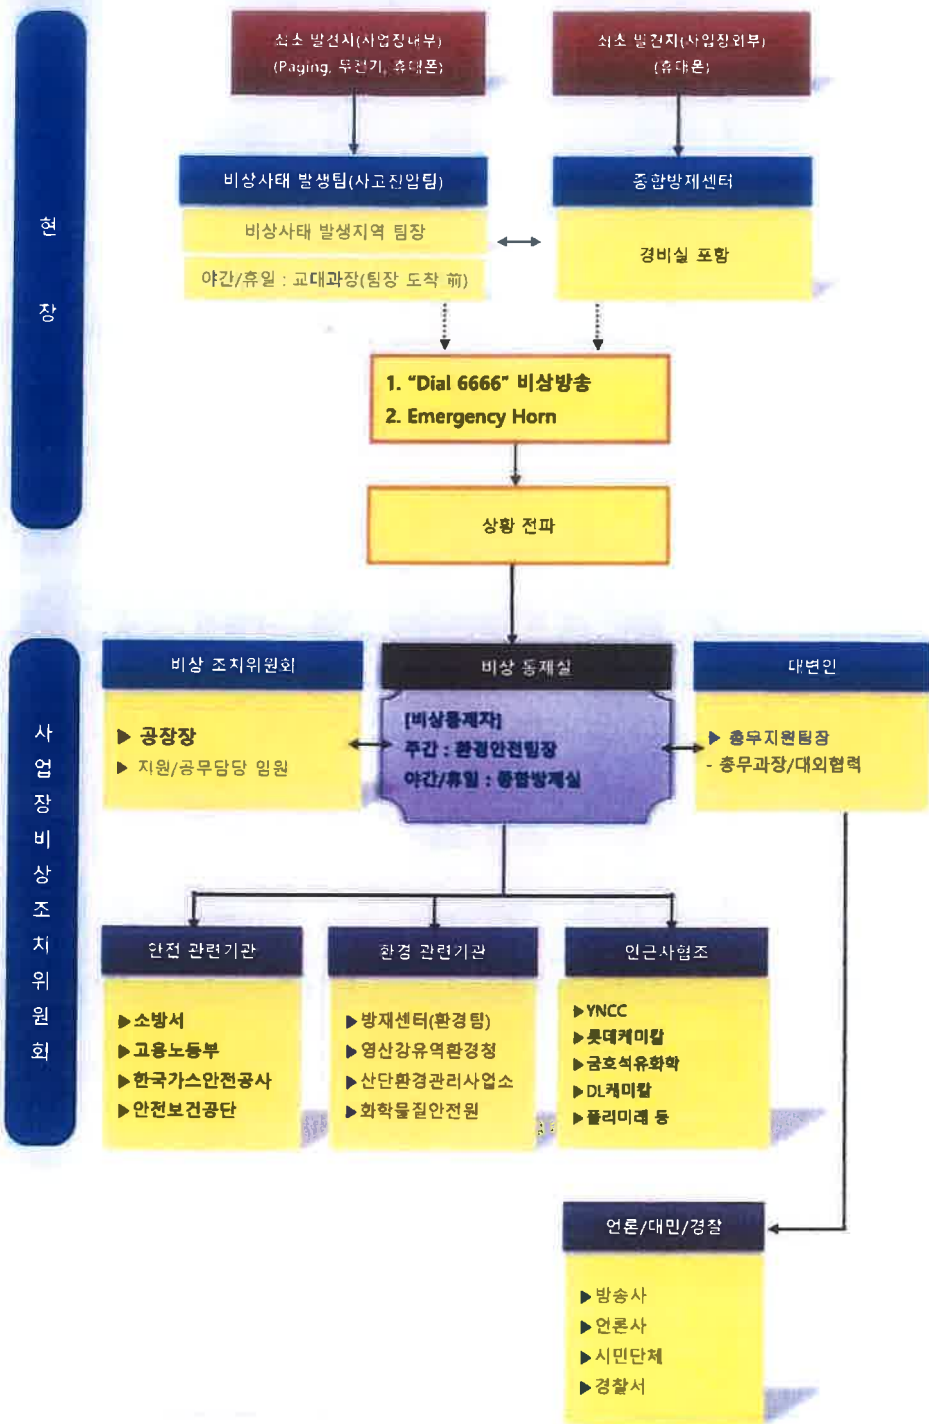 최초 발견자(사업장내부)
(Paging, 무전기, 휴대폰)
최초 발견자(사업장외부)
(휴대폰)
비상사태 발생팀(사고진압팀)
비상사태 발생지역 팀장
야간/휴일 : 교대과장(팀장 도착 前)
종합방제센터
경비실 포함
현장
1. “Dial 6666” 비상방송
2. Emergency Horn
상황 전파
사업장비상조치위원회
비상 조치위원회
▶ 공장장
▶ 지원/공무담당 임원
비상 통제실
[비상통제자]
주간 : 환경안전팀장
야간/휴일 : 종합방제실
대변인
▶ 총무지원팀장
- 총무과장/대외협력
안전 관련기관
▶소방서
▶고용노동부
▶한국가스안전공사
▶안전보건공단
환경 관련기관
▶방재센터(환경팀)
▶영산강유역환경청
▶산단환경관리사업소
▶화학물질안전원
인근사협조
▶YNCC
▶롯데케미칼
▶금호석유화학
▶DL케미칼
▶폴리미래 등
언론/대민/경찰
▶방송사
▶언론사
▶시민단체
▶경찰서